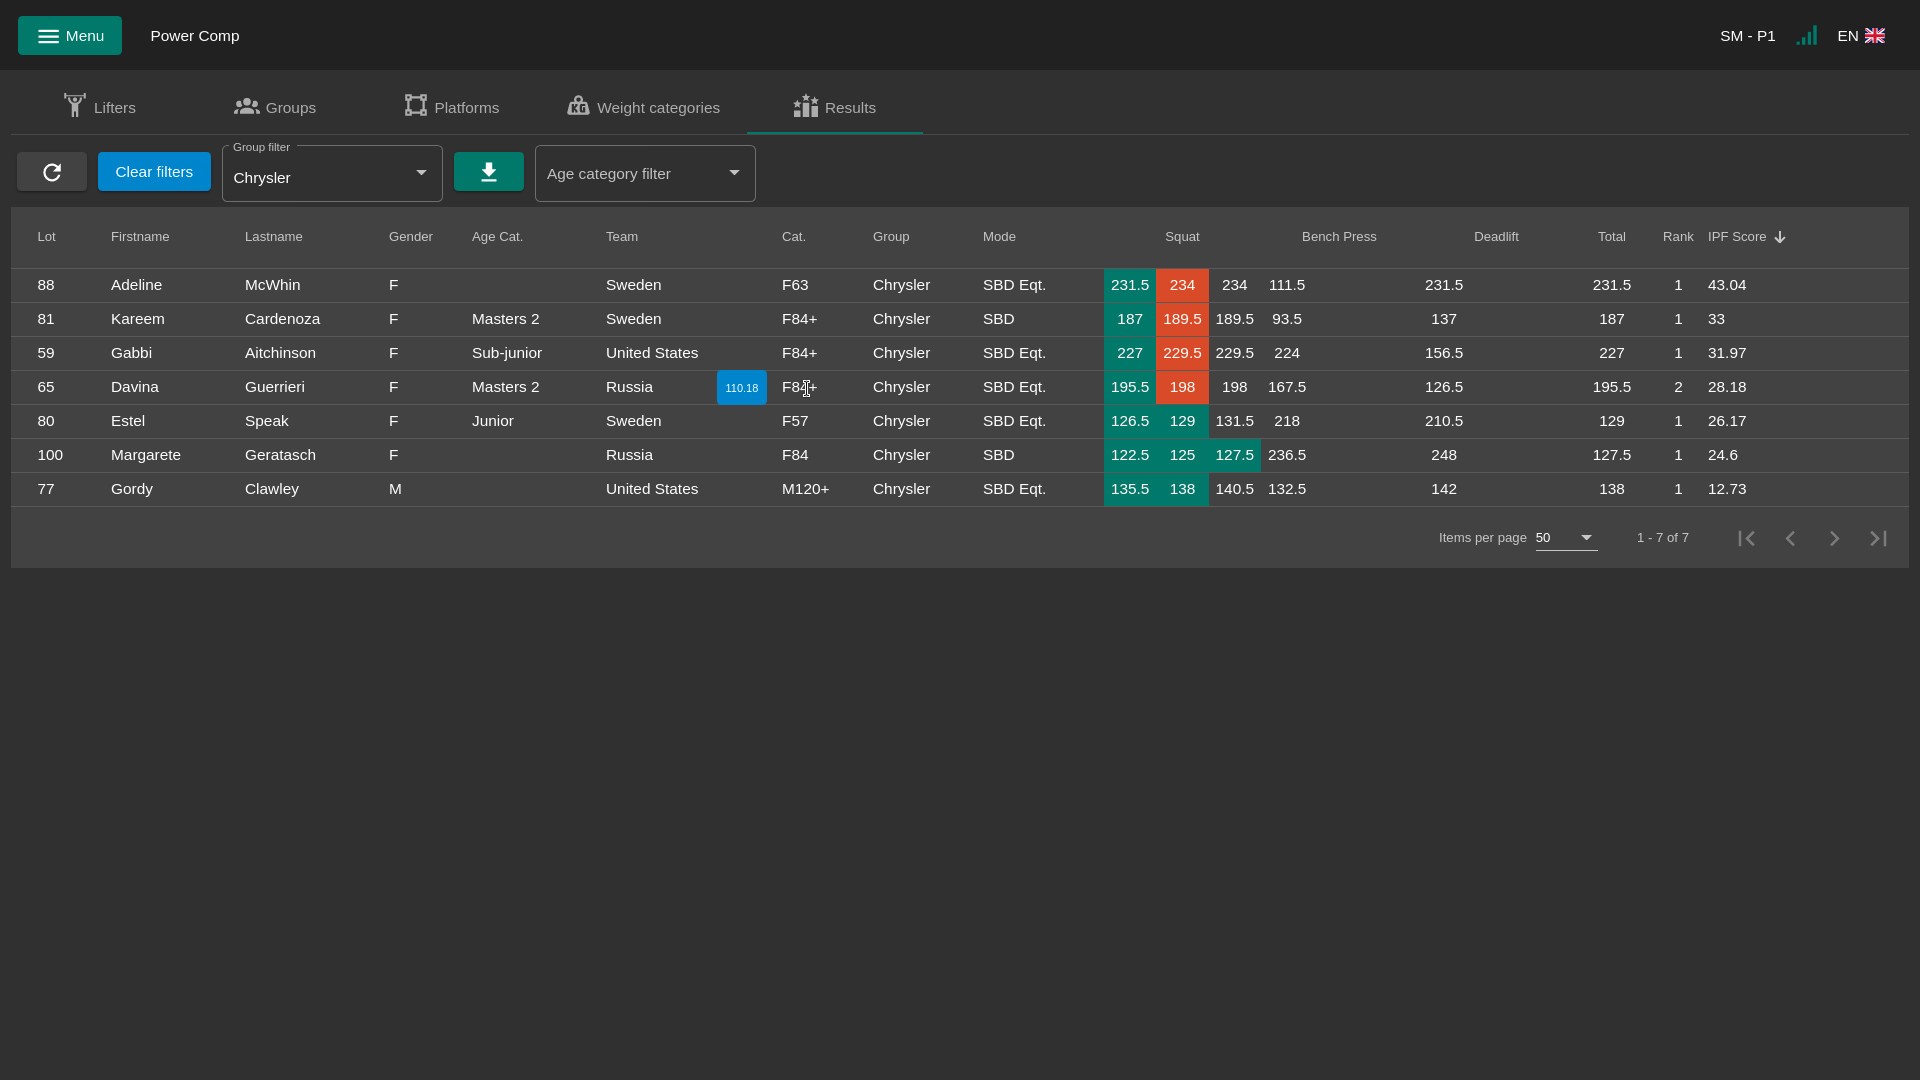 Menu Power Comp SM - P1 EN
Lifters Groups Platforms KG Weight categories Results
Group filter
Clear filters Chrysler Age category filter
Lot Firstname Lastname Gender Age Cat. Team Cat. Group Mode Squat Bench Press Deadlift Total Rank IPF Score
88 Adeline McWhin F Sweden F63 Chrysler SBD Eqt. 231.5 234 234 111.5 231.5 231.5 1 43.04
81 Kareem Cardenoza F Masters 2 Sweden F84+ Chrysler SBD 187 189.5 189.5 93.5 137 187 1 33
59 Gabbi Aitchinson F Sub-junior United States F84+ Chrysler SBD Eqt. 227 229.5 229.5 224 156.5 227 1 31.97
65 Davina Guerrieri F Masters 2 Russia 110.18 F84+ Chrysler SBD Eqt. 195.5 198 198 167.5 126.5 195.5 2 28.18
80 Estel Speak F Junior Sweden F57 Chrysler SBD Eqt. 126.5 129 131.5 218 210.5 129 1 26.17
100 Margarete Geratasch F Russia F84 Chrysler SBD 122.5 125 127.5 236.5 248 127.5 1 24.6
77 Gordy Clawley M United States M120+ Chrysler SBD Eqt. 135.5 138 140.5 132.5 142 138 1 12.73
Items per page 50 1 - 7 of 7